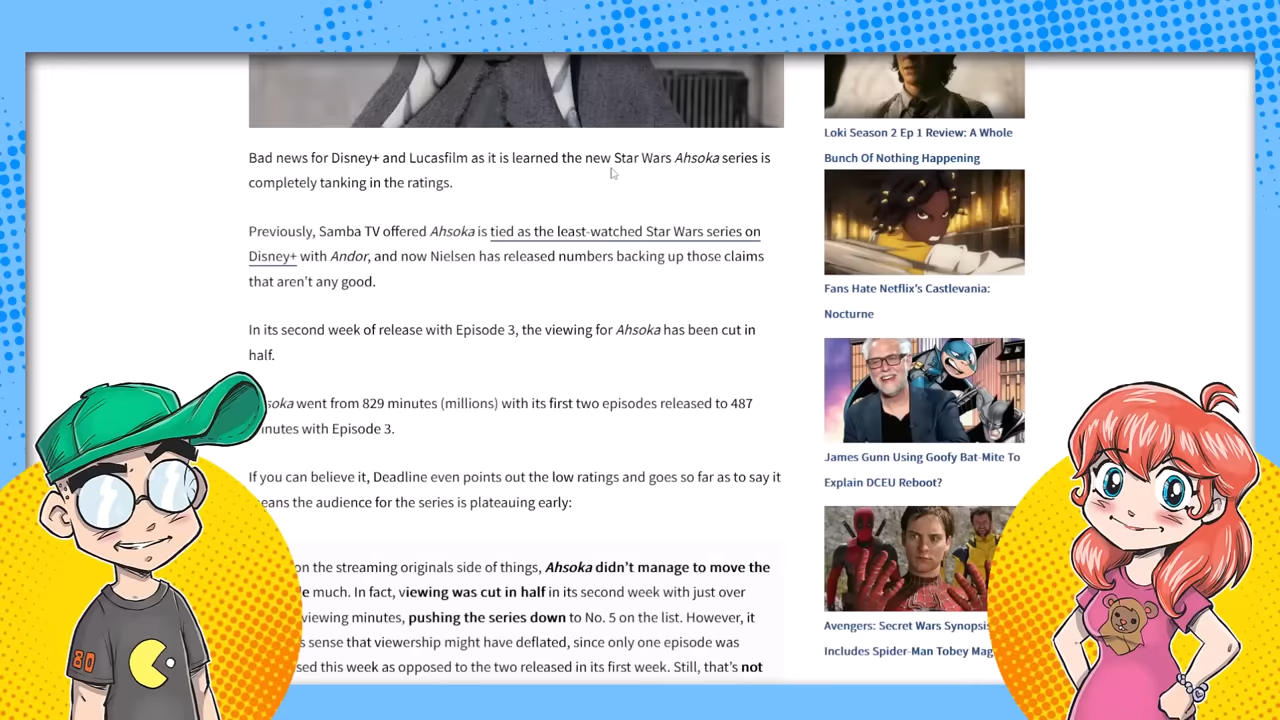 Bad news for Disney+ and Lucasfilm as it is learned the new Star Wars Ahsoka series is
completely tanking in the ratings.
Previously, Samba TV offered Ahsoka is tied as the least-watched Star Wars series on
Disney+ with Andor, and now Nielsen has released numbers backing up those claims
that aren’t any good.
In its second week of release with Episode 3, the viewing for Ahsoka has been cut in
half.
soka went from 829 minutes (millions) with its first two episodes released to 487
inutes with Episode 3.
If you can believe it, Deadline even points out the low ratings and goes so far as to say it
eans the audience for the series is plateauing early:
on the streaming originals side of things, Ahsoka didn’t manage to move the
e much. In fact, viewing was cut in half in its second week with just over
viewing minutes, pushing the series down to No. 5 on the list. However, it
s sense that viewership might have deflated, since only one episode was
sed this week as opposed to the two released in its first week. Still, that’s not
Loki Season 2 Ep 1 Review: A Whole
Bunch Of Nothing Happening
Fans Hate Netflix’s Castlevania:
Nocturne
James Gunn Using Goofy Bat-Mite To
Explain DCEU Reboot?
Avengers: Secret Wars Synopsis
Includes Spider-Man Tobey Mag
80